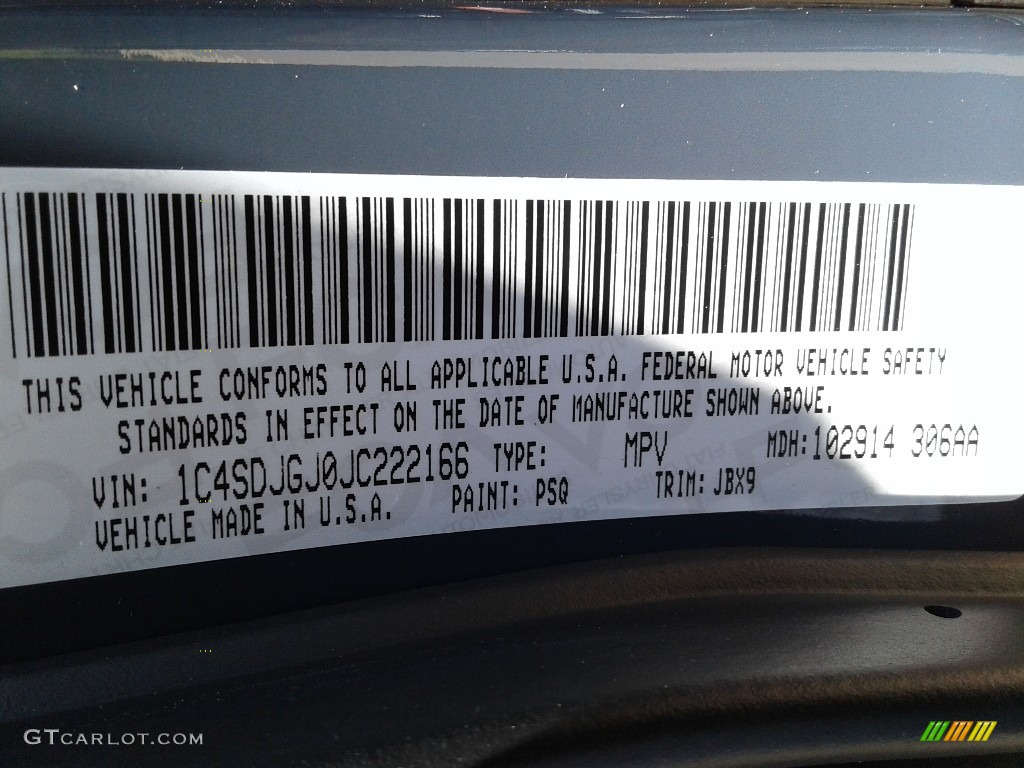 THIS VEHICLE CONFORMS TO ALL APPLICABLE U.S.A. FEDERAL MOTOR VEHICLE SAFETY
STANDARDS IN EFFECT ON THE DATE OF MANUFACTURE SHOWN ABOVE.
VIN: 1C4SDJGJ0JC222166 TYPE: MPV MDH: 102914 306AA
VEHICLE MADE IN U.S.A. PAINT: PSQ TRIM: JBX9
GTCARLOT.COM